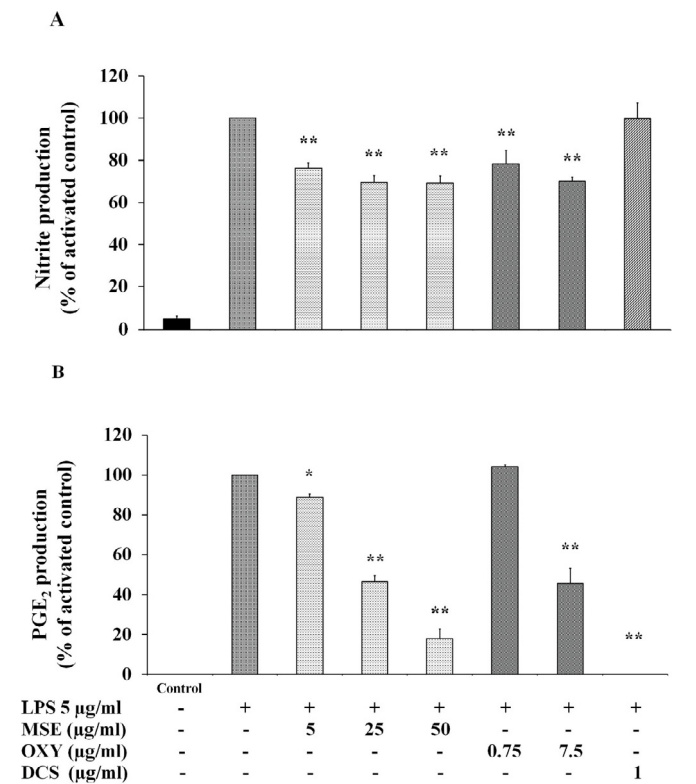 A
Nitrite production
(% of activated control)
120
100
80
60
40
20
0
** ** ** ** **
B
PGE2 production
(% of activated control)
120
100
80
60
40
20
0
* ** ** ** **
Control
LPS 5 µg/ml - + + + + + + +
MSE (µg/ml) - - 5 25 50 - - -
OXY (µg/ml) - - - - - 0.75 7.5 -
DCS (µg/ml) - - - - - - - 1